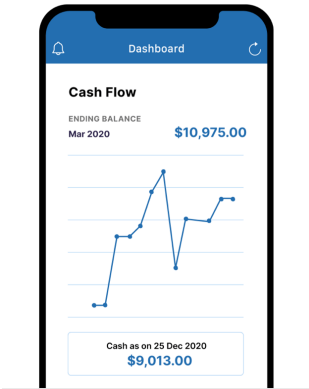 Dashboard
Cash Flow
ENDING BALANCE
Mar 2020 $10,975.00
Cash as on 25 Dec 2020
$9,013.00